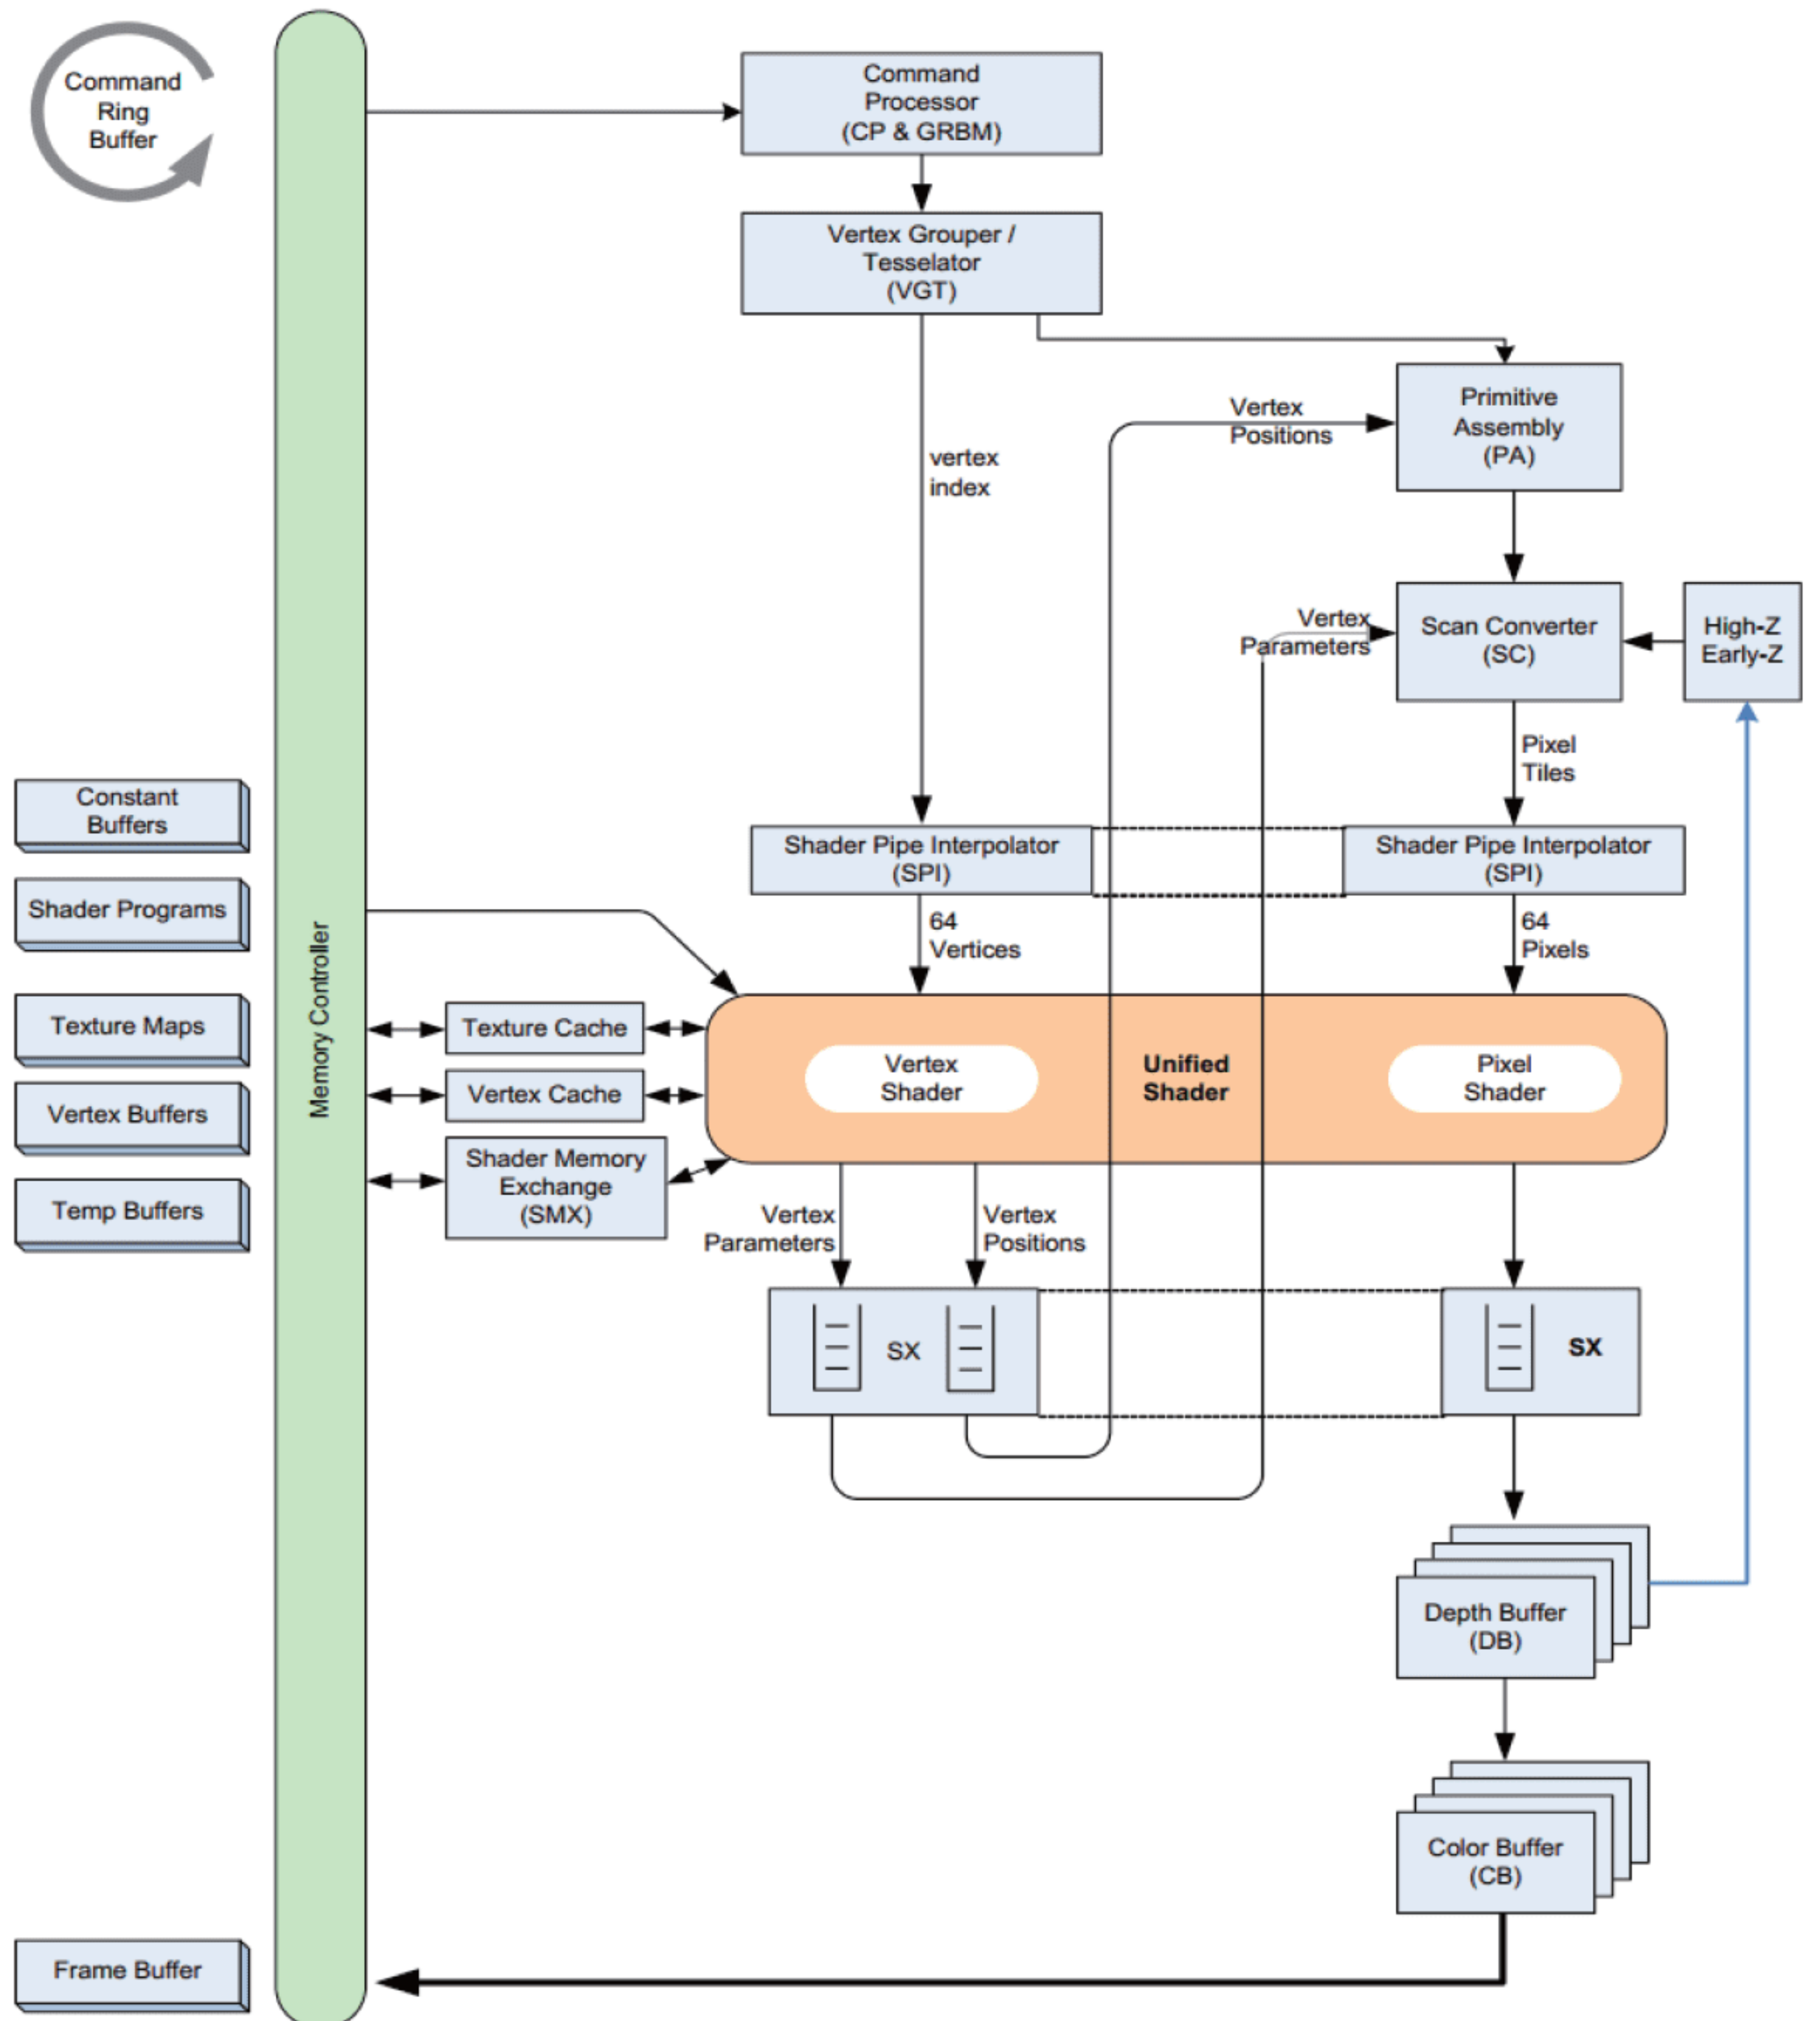 Command
Ring
Buffer
Command
Processor
(CP & GRBM)
Vertex Grouper /
Tesselator
(VGT)
Primitive
Assembly
(PA)
Vertex
Positions
vertex
index
Vertex
Parameters
Scan Converter
(SC)
High-Z
Early-Z
Pixel
Tiles
Constant
Buffers
Shader Pipe Interpolator
(SPI)
Shader Pipe Interpolator
(SPI)
Shader Programs
64
Vertices
64
Pixels
Memory Controller
Texture Maps
Texture Cache
Vertex
Shader
Unified
Shader
Pixel
Shader
Vertex Buffers
Vertex Cache
Shader Memory
Exchange
(SMX)
Temp Buffers
Vertex
Parameters
Vertex
Positions
SX
SX
Depth Buffer
(DB)
Color Buffer
(CB)
Frame Buffer